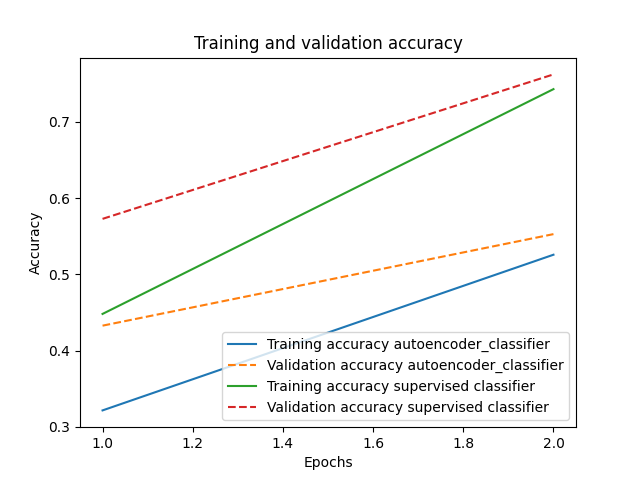 Training and validation accuracy
Accuracy
0.7
0.6
0.5
0.4
0.3
Training accuracy autoencoder_classifier
Validation accuracy autoencoder_classifier
Training accuracy supervised classifier
Validation accuracy supervised classifier
1.0 1.2 1.4 1.6 1.8 2.0
Epochs